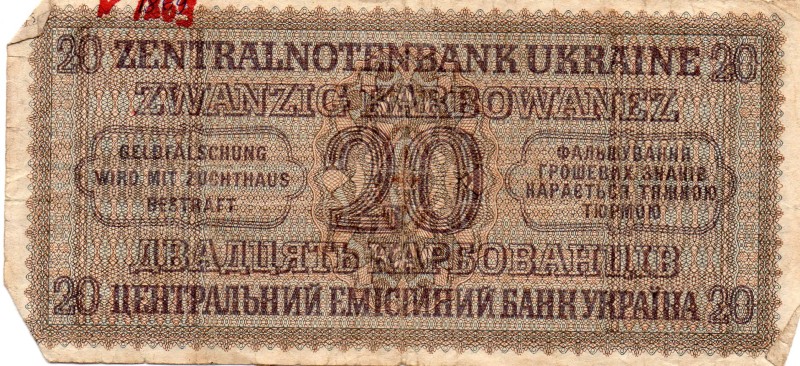 1869
20 ZENTRALNOTENBANK UKRAINE 20
ZWANZIG KARBOWANEZ
GELDFÄLSCHUNG
WIRD MIT ZUCHTHAUS
BESTRAFT
20
ФАЛЬШУВАННЯ
ГРОШЕВИХ ЗНАКІВ
КАРАЄТЬСЯ ТЯЖКОЮ
ТЮРМОЮ
ДВАДЦЯТЬ КАРБОВАНЦІВ
20 ЦЕНТРАЛЬНИЙ ЕМІСІЙНИЙ БАНК УКРАЇНА 20